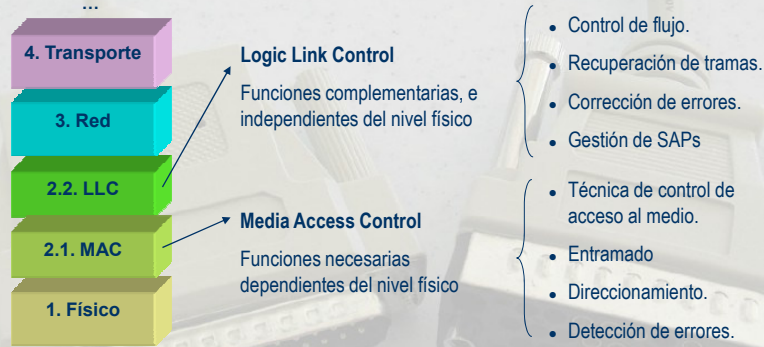 ...
4. Transporte
3. Red
2.2. LLC
2.1. MAC
1. Físico
Logic Link Control
Funciones complementarias, e
independientes del nivel físico
• Control de flujo.
• Recuperación de tramas.
• Corrección de errores.
• Gestión de SAPs
Media Access Control
Funciones necesarias
dependientes del nivel físico
• Técnica de control de
acceso al medio.
• Entramado
• Direccionamiento.
• Detección de errores.